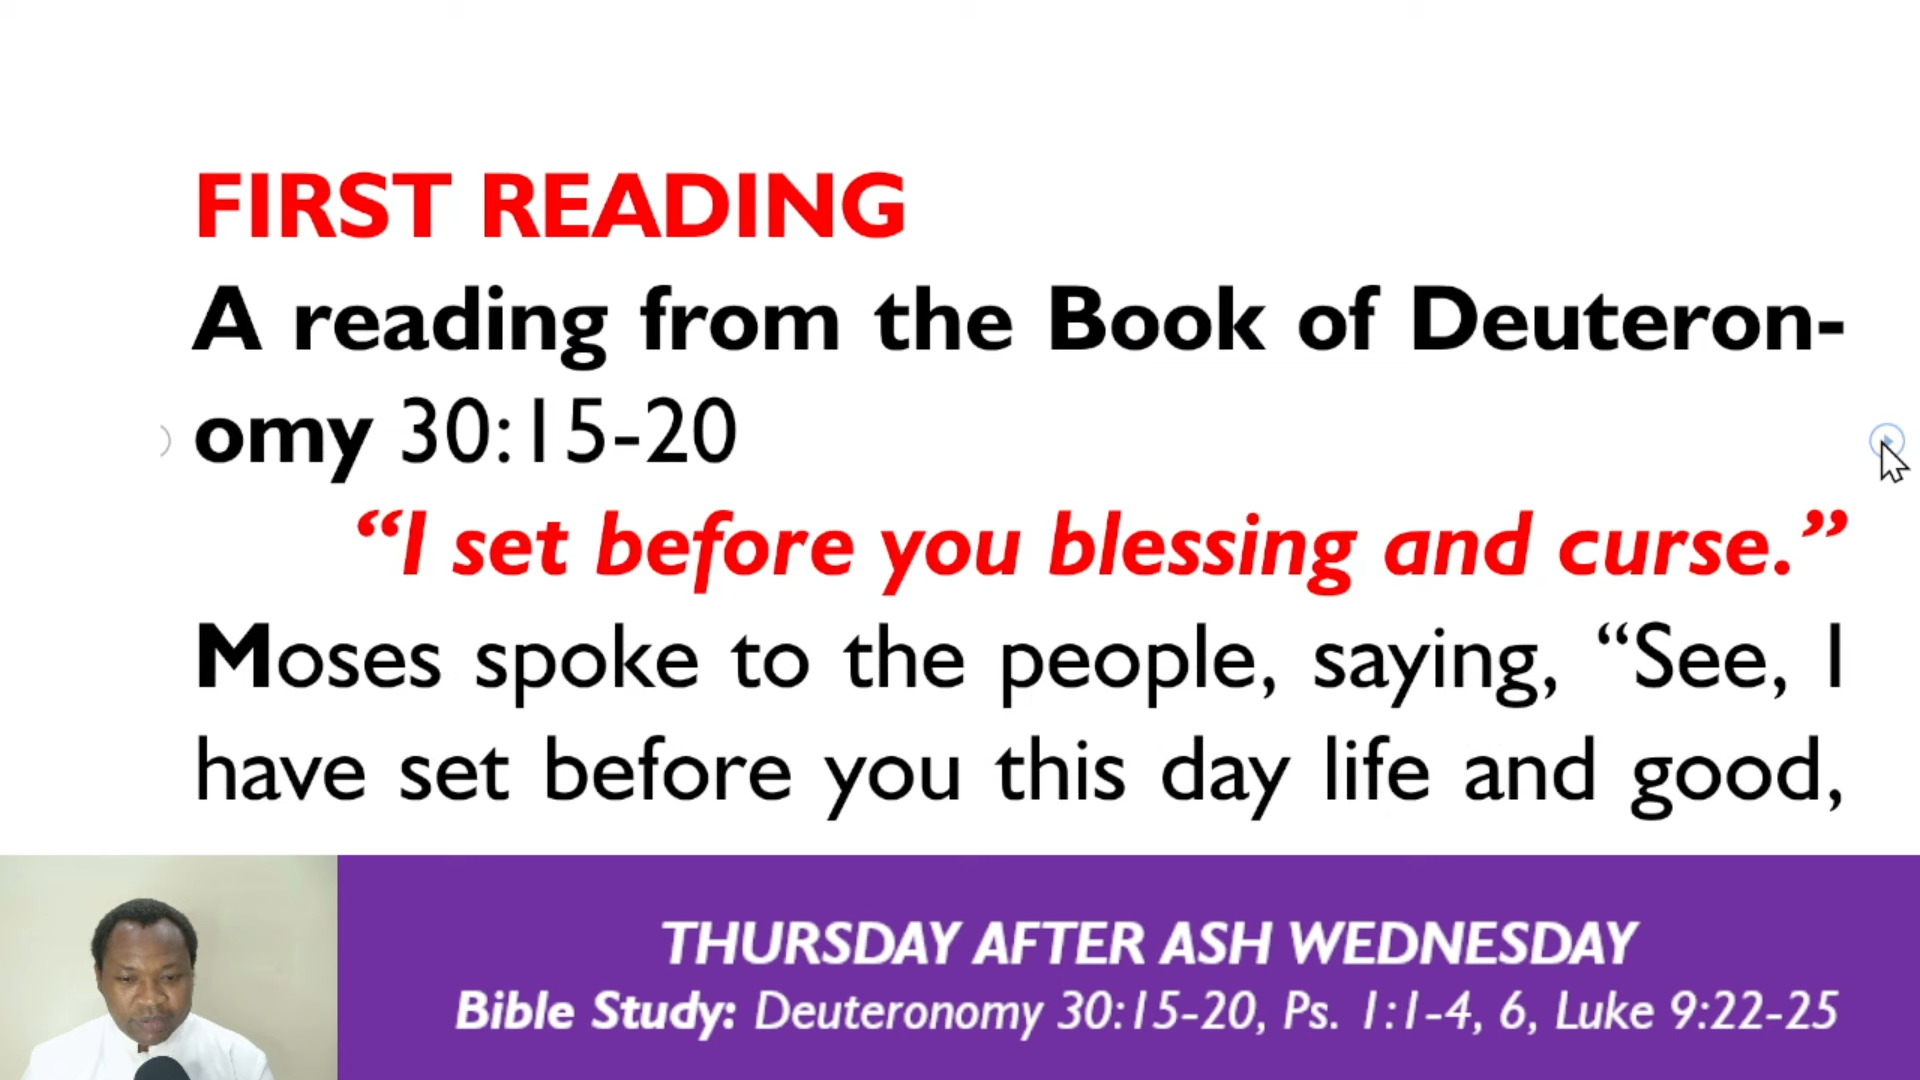 FIRST READING
A reading from the Book of Deuteron-
omy 30:15-20
“I set before you blessing and curse.”
Moses spoke to the people, saying, “See, I
have set before you this day life and good,
THURSDAY AFTER ASH WEDNESDAY
Bible Study: Deuteronomy 30:15-20, Ps. 1:1-4, 6, Luke 9:22-25